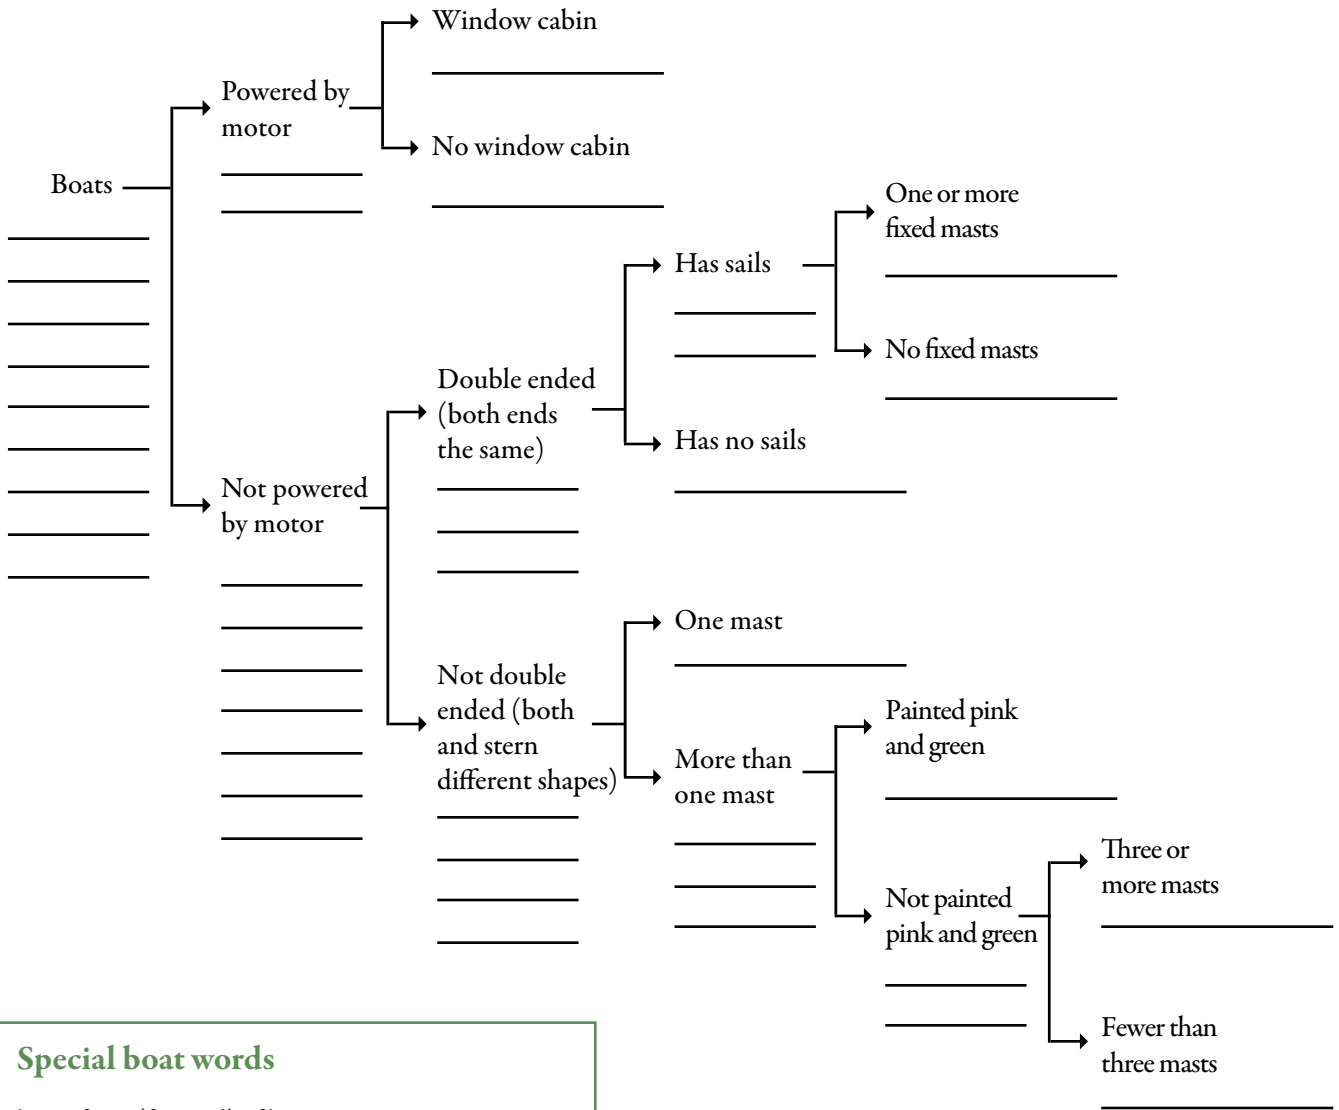 Window cabin
Powered by
motor
No window cabin
Boats
One or more
fixed masts
Has sails
No fixed masts
Double ended
(both ends
the same)
Has no sails
Not powered
by motor
One mast
Not double
ended (both
and stern
different shapes)
Painted pink
and green
More than
one mast
Three or
more masts
Not painted
pink and green
Fewer than
three masts
Special boat words